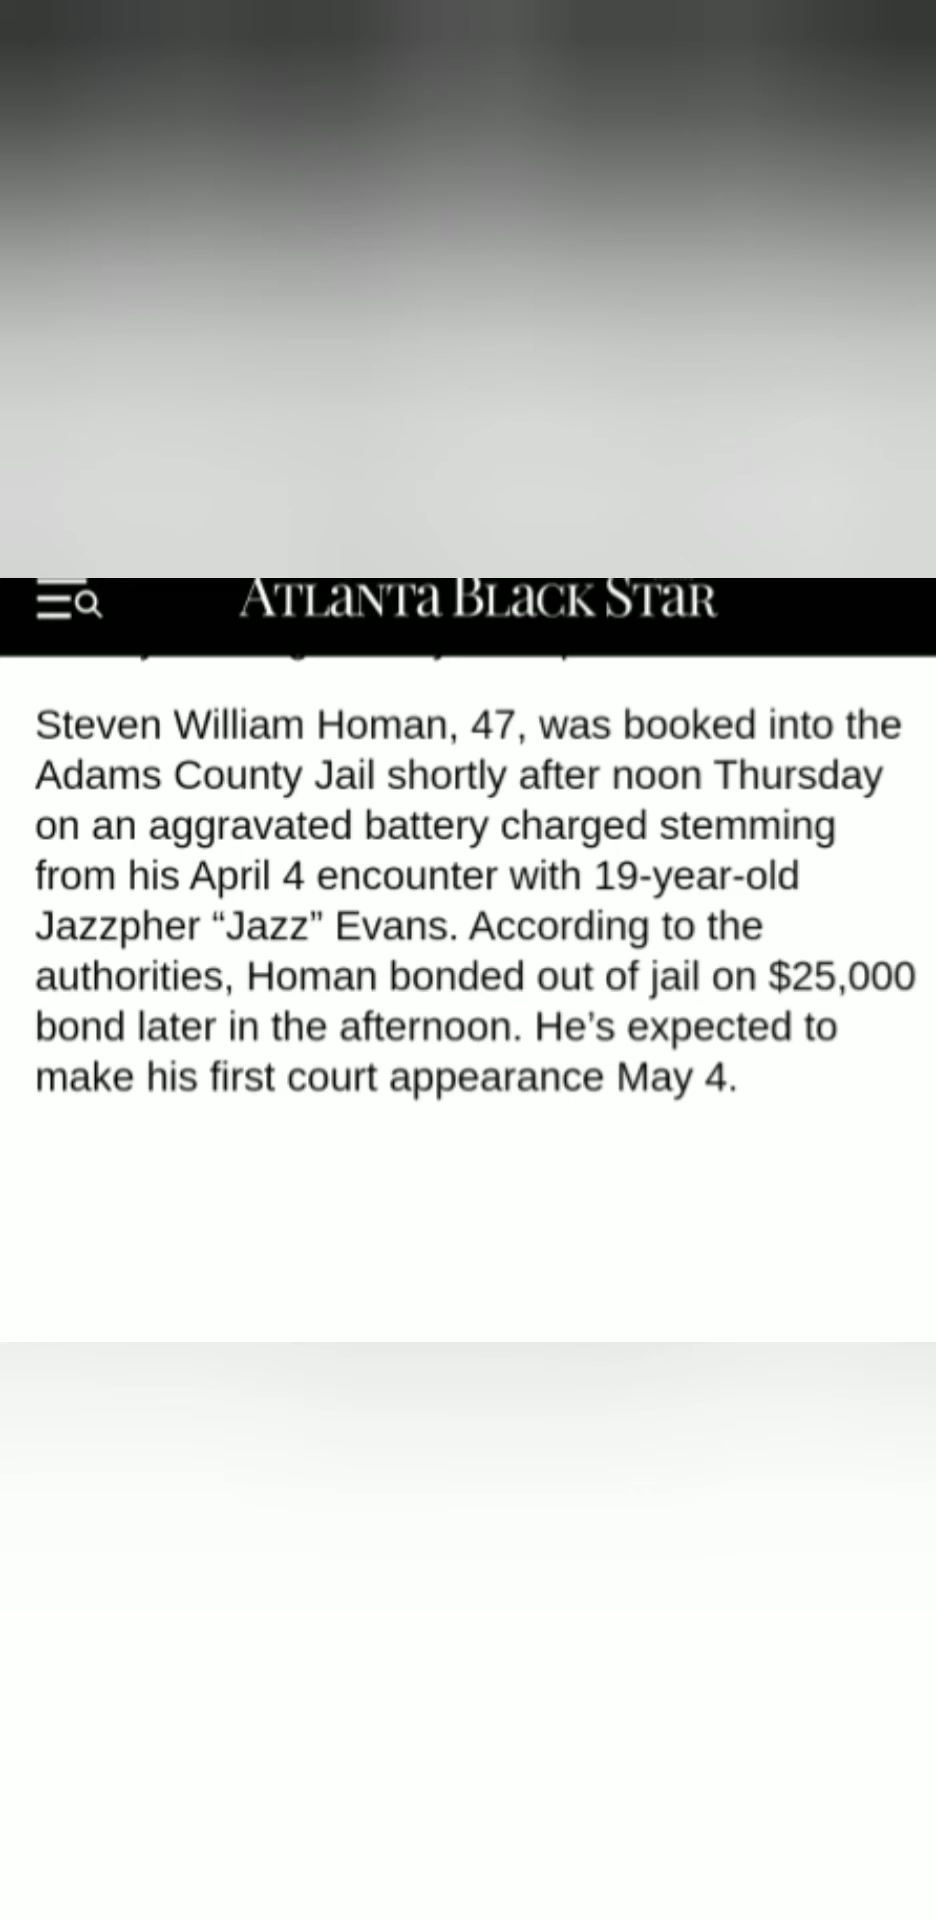 ATLANTA BLACK STAR
Steven William Homan, 47, was booked into the
Adams County Jail shortly after noon Thursday
on an aggravated battery charged stemming
from his April 4 encounter with 19-year-old
Jazzpher “Jazz” Evans. According to the
authorities, Homan bonded out of jail on $25,000
bond later in the afternoon. He’s expected to
make his first court appearance May 4.